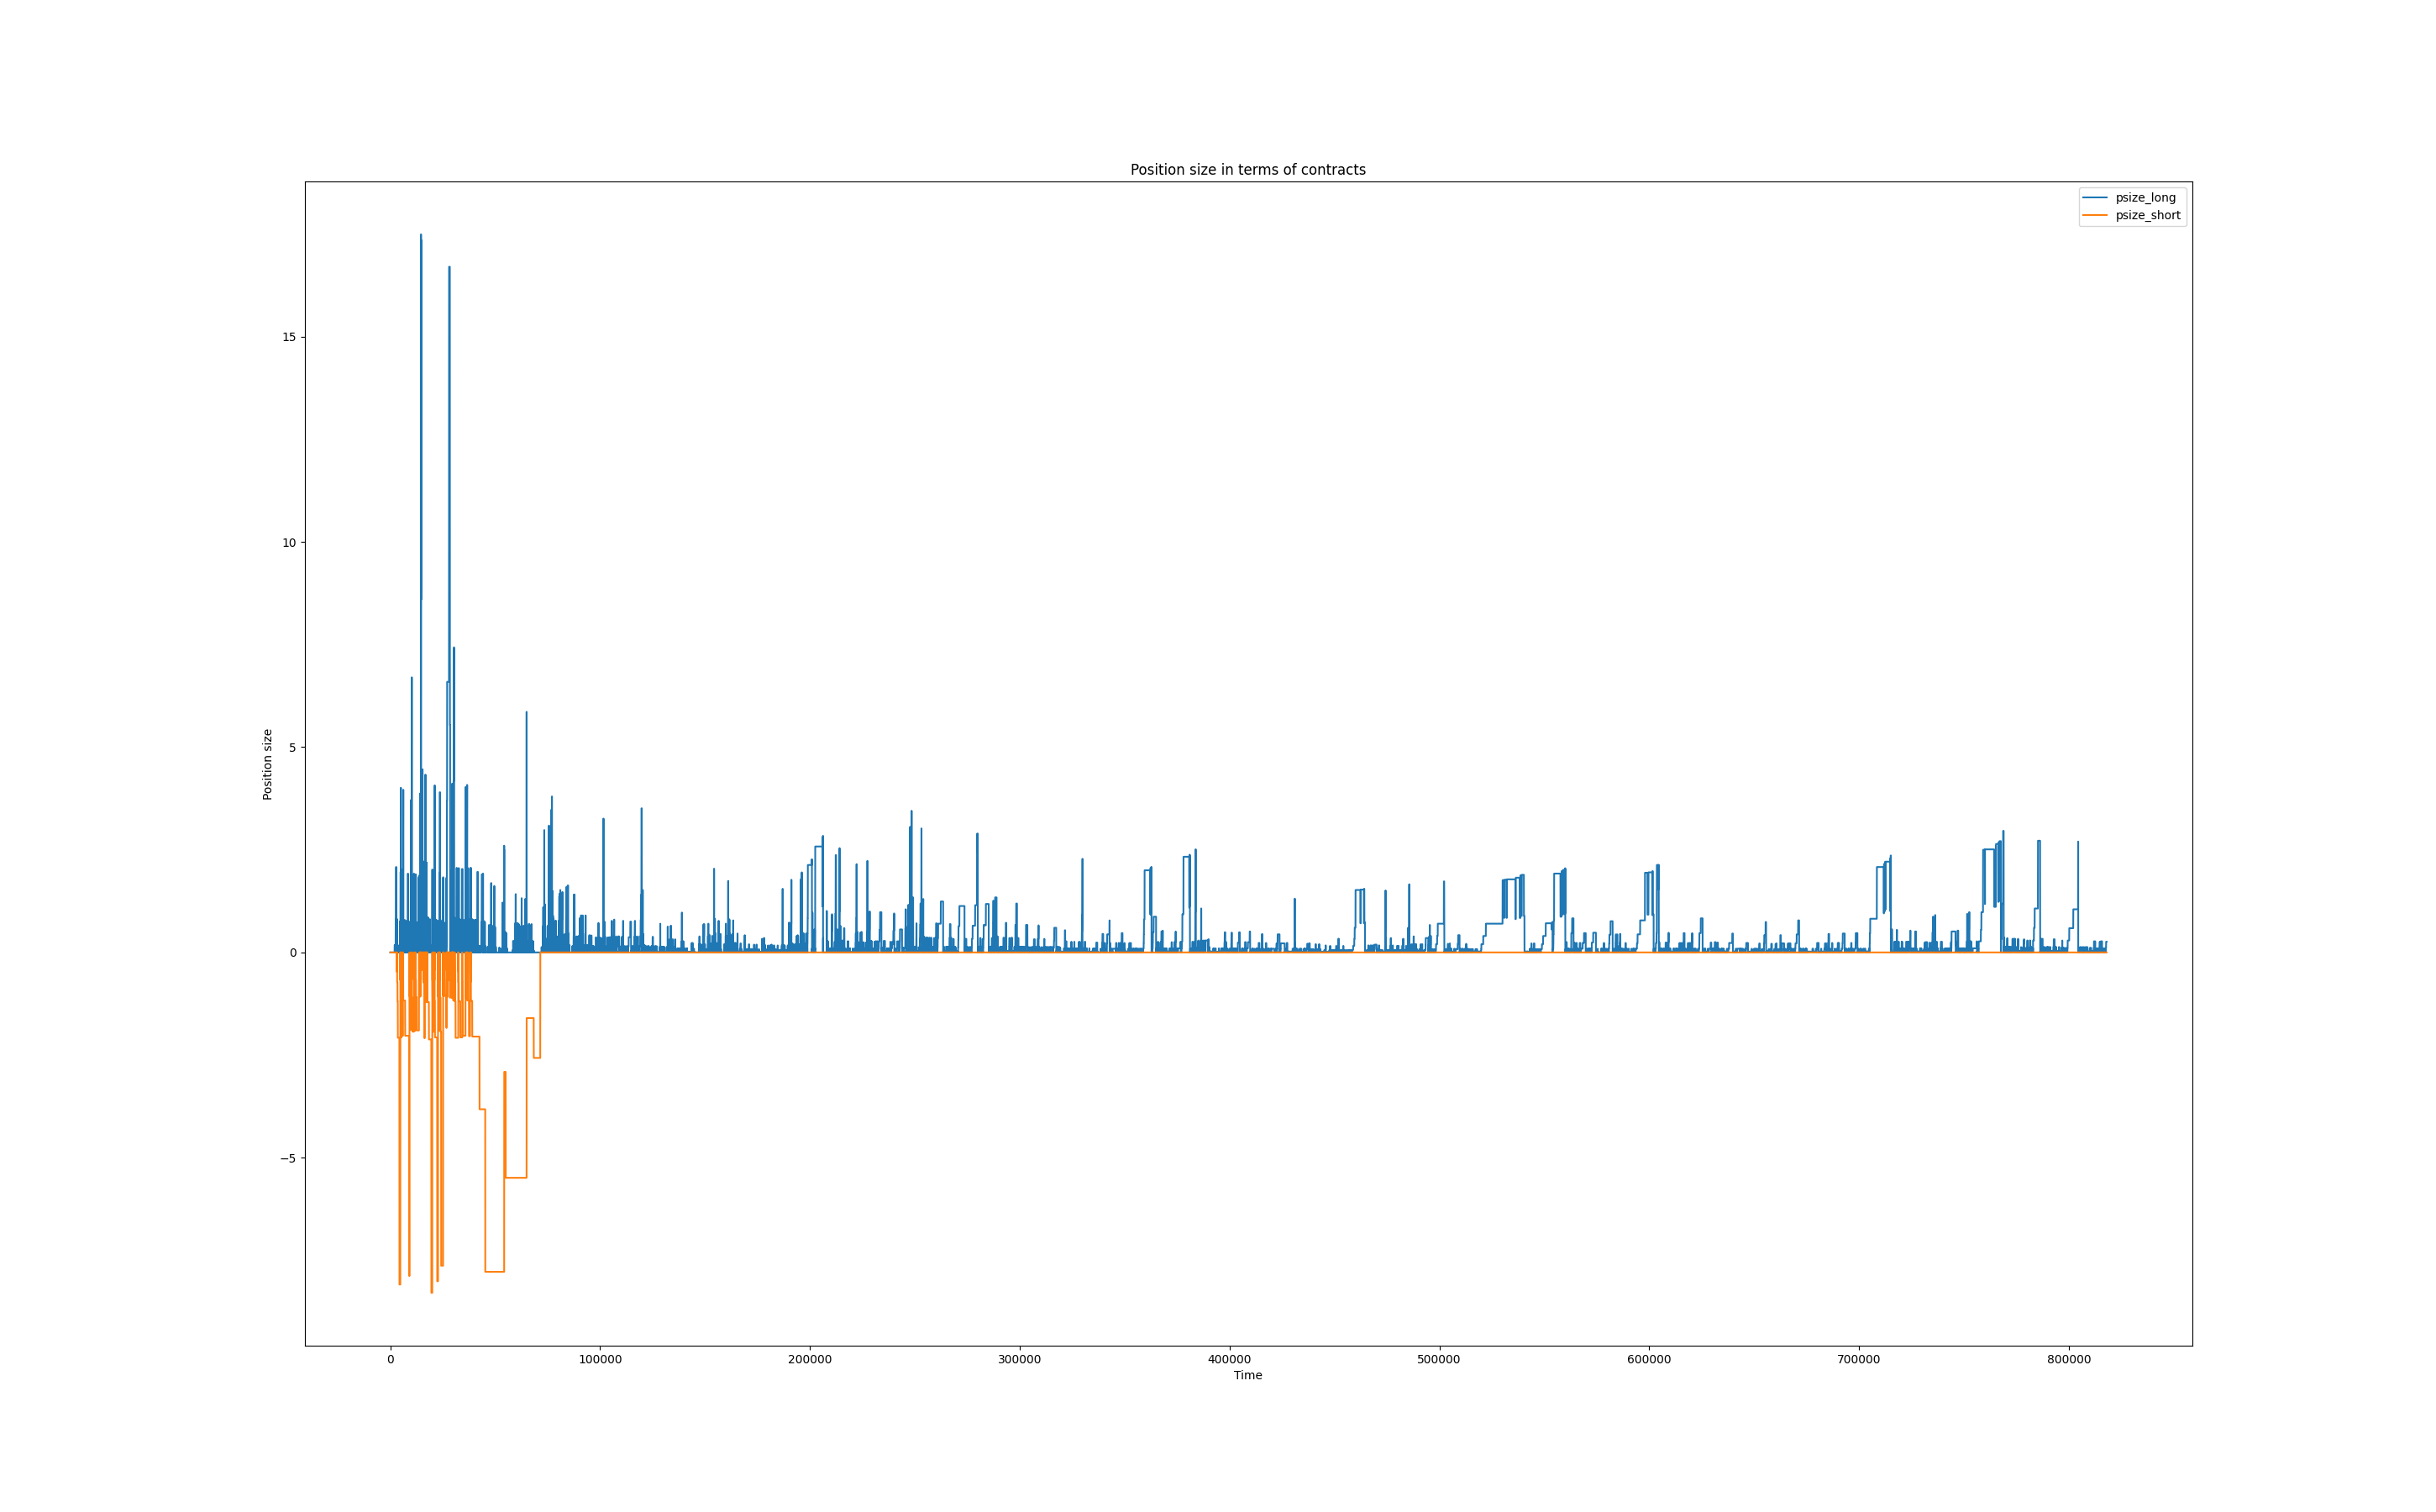 Position size in terms of contracts
psize_long
psize_short
15
10
5
0
−5
Position size
0 100000 200000 300000 400000 500000 600000 700000 800000
Time